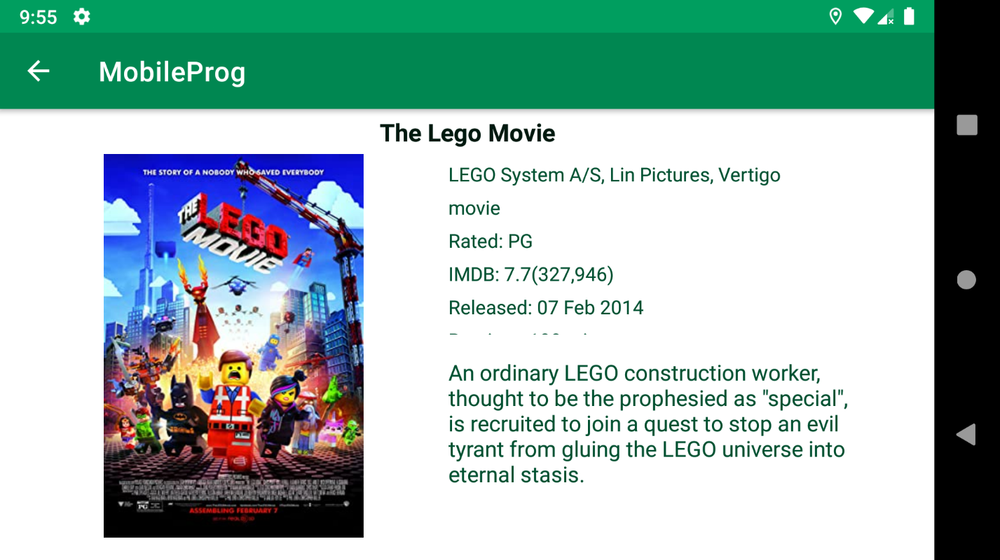 9:55
MobileProg
The Lego Movie
THE STORY OF A NOBODY WHO SAVED EVERYBODY
THE
LEGO
MOVIE
PG
ASSEMBLING FEBRUARY 7
LEGO System A/S, Lin Pictures, Vertigo
movie
Rated: PG
IMDB: 7.7(327,946)
Released: 07 Feb 2014
An ordinary LEGO construction worker,
thought to be the prophesied as "special",
is recruited to join a quest to stop an evil
tyrant from gluing the LEGO universe into
eternal stasis.